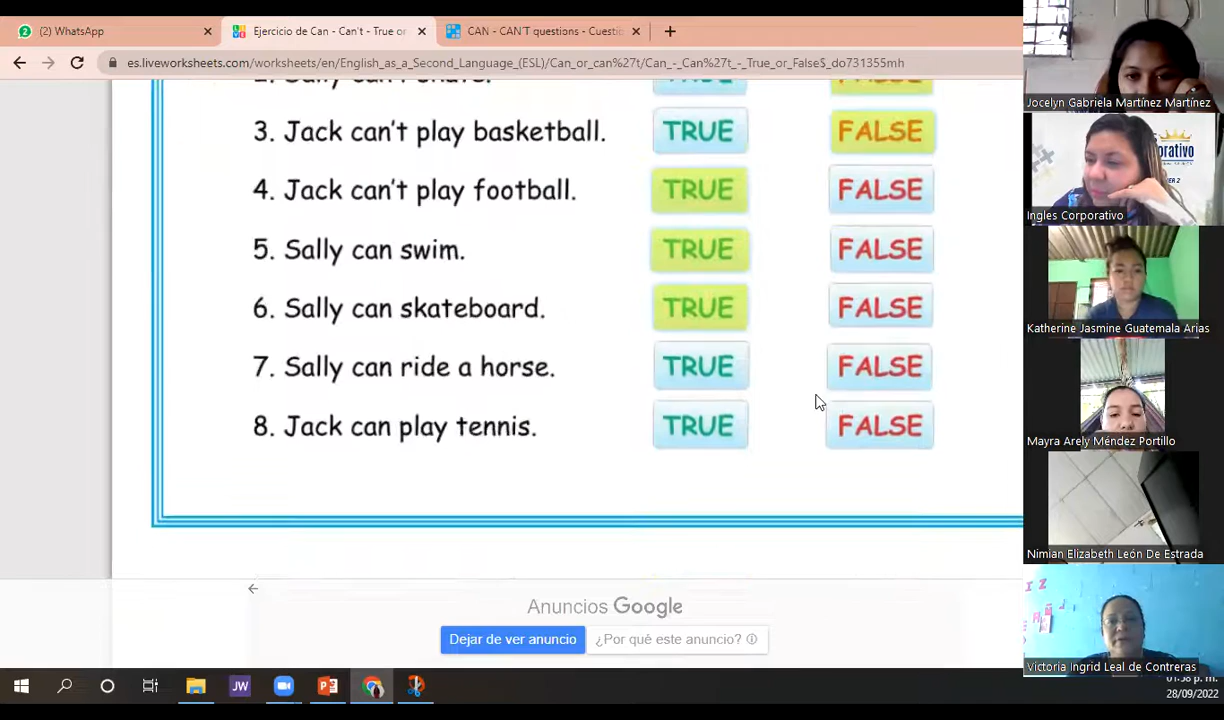 (2) WhatsApp
Ejercicio de Can - Can't - True or
CAN - CAN'T questions - Cuesti
es.liveworksheets.com/worksheets/en/English_as_a_Second_Language_(ESL)/Can_or_can%27t/Can_-_Can%27t_-_True_or_False$_do731355mh
TRUE
3. Jack can't play basketball. TRUE FALSE
4. Jack can't play football. TRUE FALSE
5. Sally can swim. TRUE FALSE
6. Sally can skateboard. TRUE FALSE
7. Sally can ride a horse. TRUE FALSE
8. Jack can play tennis. TRUE FALSE
Anuncios Google
Dejar de ver anuncio ¿Por qué este anuncio?
Jocelyn Gabriela Martínez Martínez
Ingles Corporativo
Katherine Jasmine Guatemala Arias
Mayra Arely Méndez Portillo
Nimian Elizabeth León De Estrada
Victoria Ingrid Leal de Contreras
JW
28/09/2022